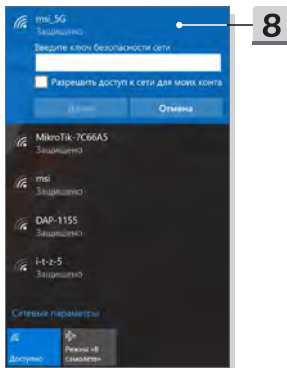 msi_5G
Защищено
Введите ключ безопасности сети
Разрешить доступ к сети для моих конта
Далее
Отмена
MikroTik-7C66A5
Защищено
msi
Защищено
DAP-1155
Защищено
i-t-z-5
Защищено
Сетевые параметры
Доступно
Режим «В
самолете»
8